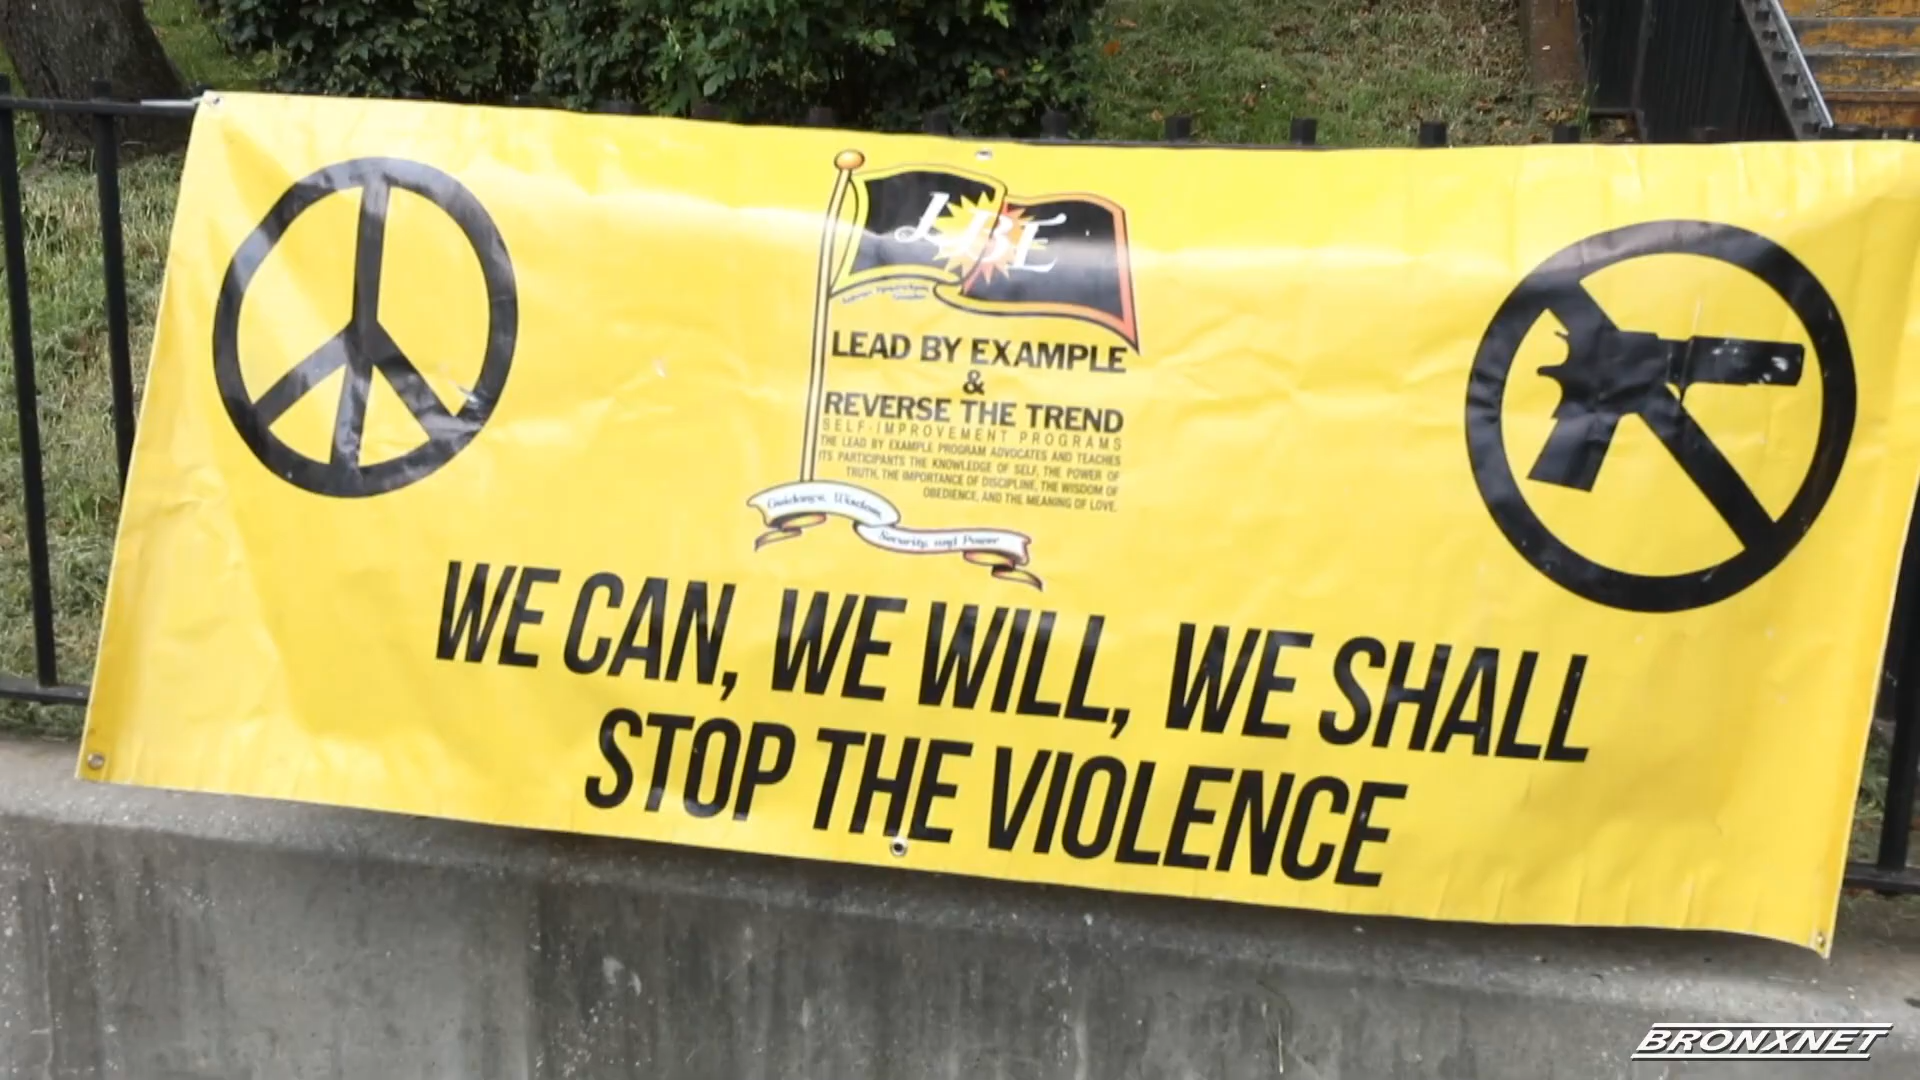 LBE
LEAD BY EXAMPLE
&
REVERSE THE TREND
SELF-IMPROVEMENT PROGRAMS
THE LEAD BY EXAMPLE PROGRAM ADVOCATES AND TEACHES
ITS PARTICIPANTS THE KNOWLEDGE OF SELF, THE POWER OF
TRUTH, THE IMPORTANCE OF DISCIPLINE, THE WISDOM OF
OBEDIENCE, AND THE MEANING OF LOVE.
Guidance, Wisdom,
Security, and Power
WE CAN, WE WILL, WE SHALL
STOP THE VIOLENCE
BRONXNET